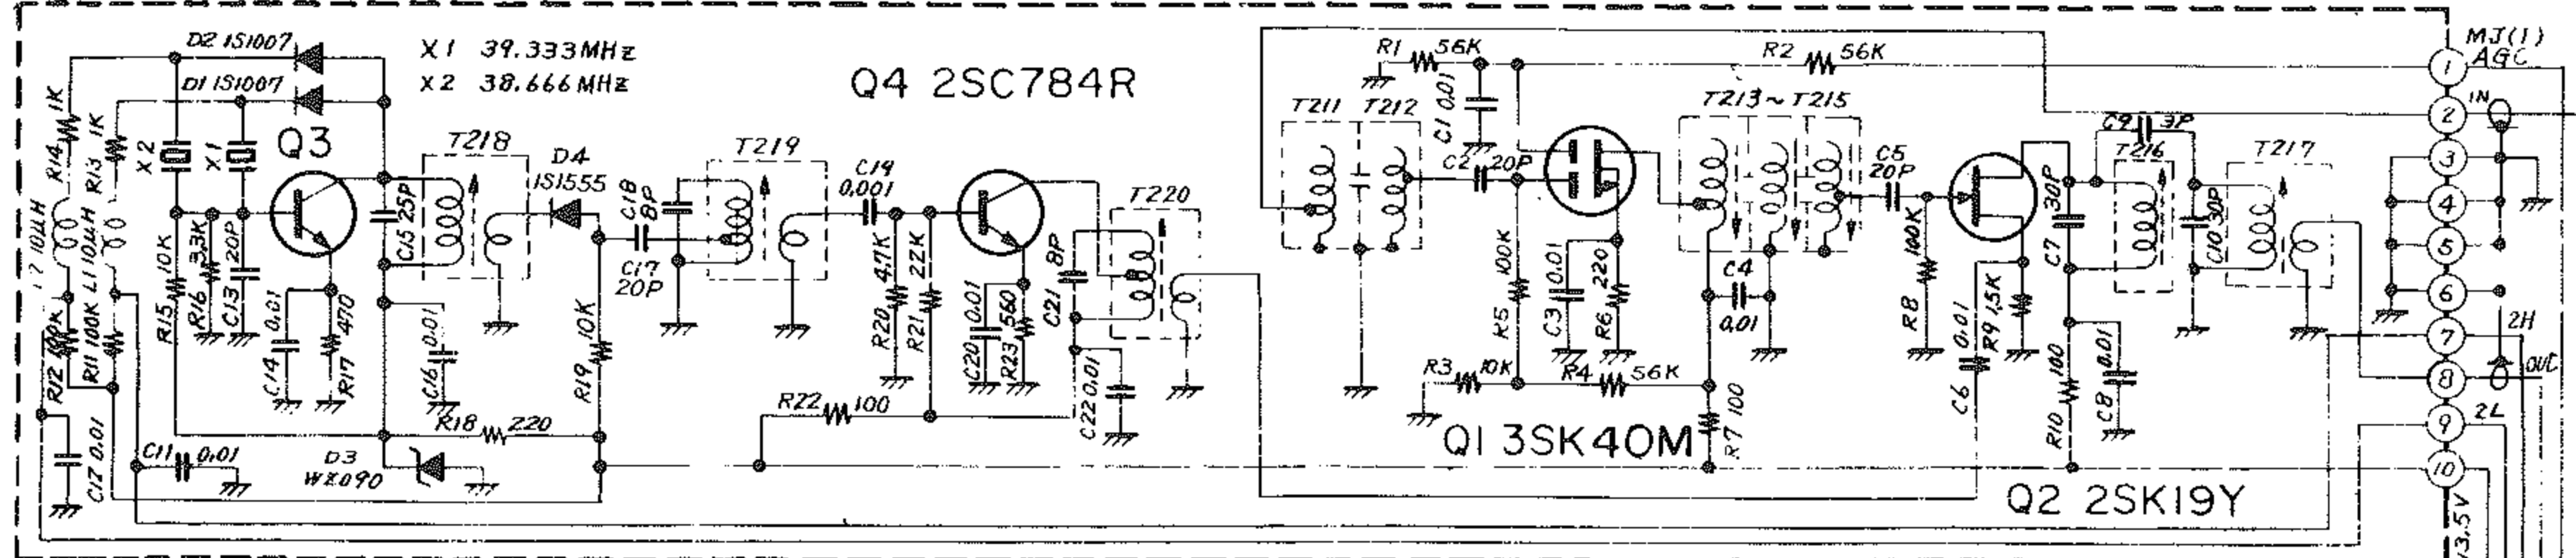 D2 1S1007
X1 39.333MHz
D1 1S1007
X2 38.666MHz
Q4 2SC784R
R1 56K
R2 56K
MJ(1)
AGC
1
R14 1K
R13 1K
X2
X1
Q3
T218
D4
1S1555
T219
C18 8P
C17
20P
C19
0.001
T220
T211 T212
C1 0.01
C2 20P
T213~T215
C5
20P
C9 3P
T216
T217
IN
2
3
4
5
6
7
8
9
10
10µH
L1 10µH
R15 10K
R16 3.3K
C13 20P
C15 25P
C14 0.01
R17 470
C16 0.01
R19 10K
R20 4.7K
R21 22K
C20 0.01
R23 560
C21 8P
C22 0.01
R22 100
R5 100K
C3 0.01
R6 220
C4
0.01
R3 10K
R4 56K
R7 100
R8 100K
C6 0.01
R9 1.5K
C7 30P
C10 30P
R10 100
C8 0.01
2H
OUT
2L
R12
R11 100K
C12 0.01
C11 0.01
R18 220
D3
WZ090
Q1 3SK40M
Q2 2SK19Y
13.5V